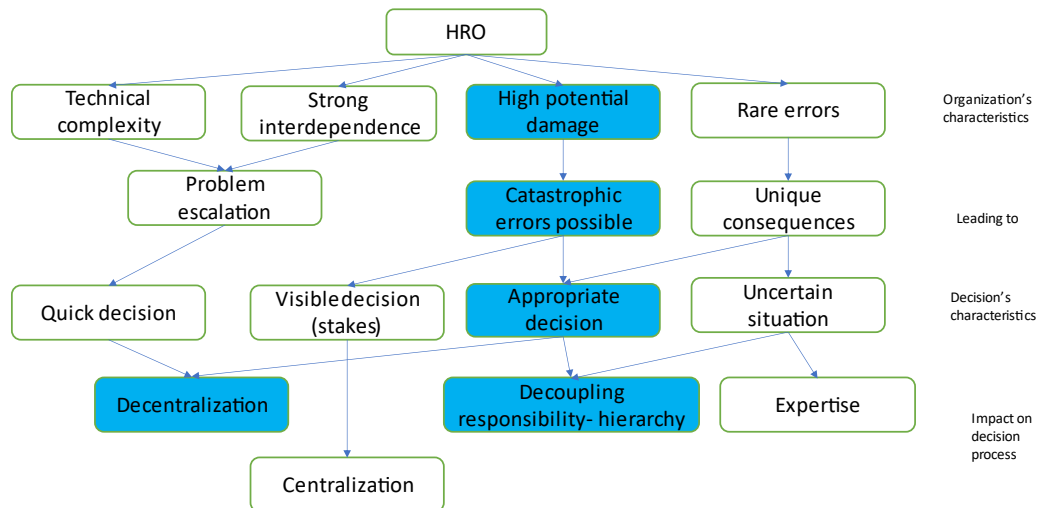 HRO
Technical
complexity
Strong
interdependence
High potential
damage
Rare errors
Organization's
characteristics
Problem
escalation
Catastrophic
errors possible
Unique
consequences
Leading to
Quick decision
Visible decision
(stakes)
Appropriate
decision
Uncertain
situation
Decision's
characteristics
Decentralization
Decoupling
responsibility- hierarchy
Expertise
Impact on
decision
process
Centralization